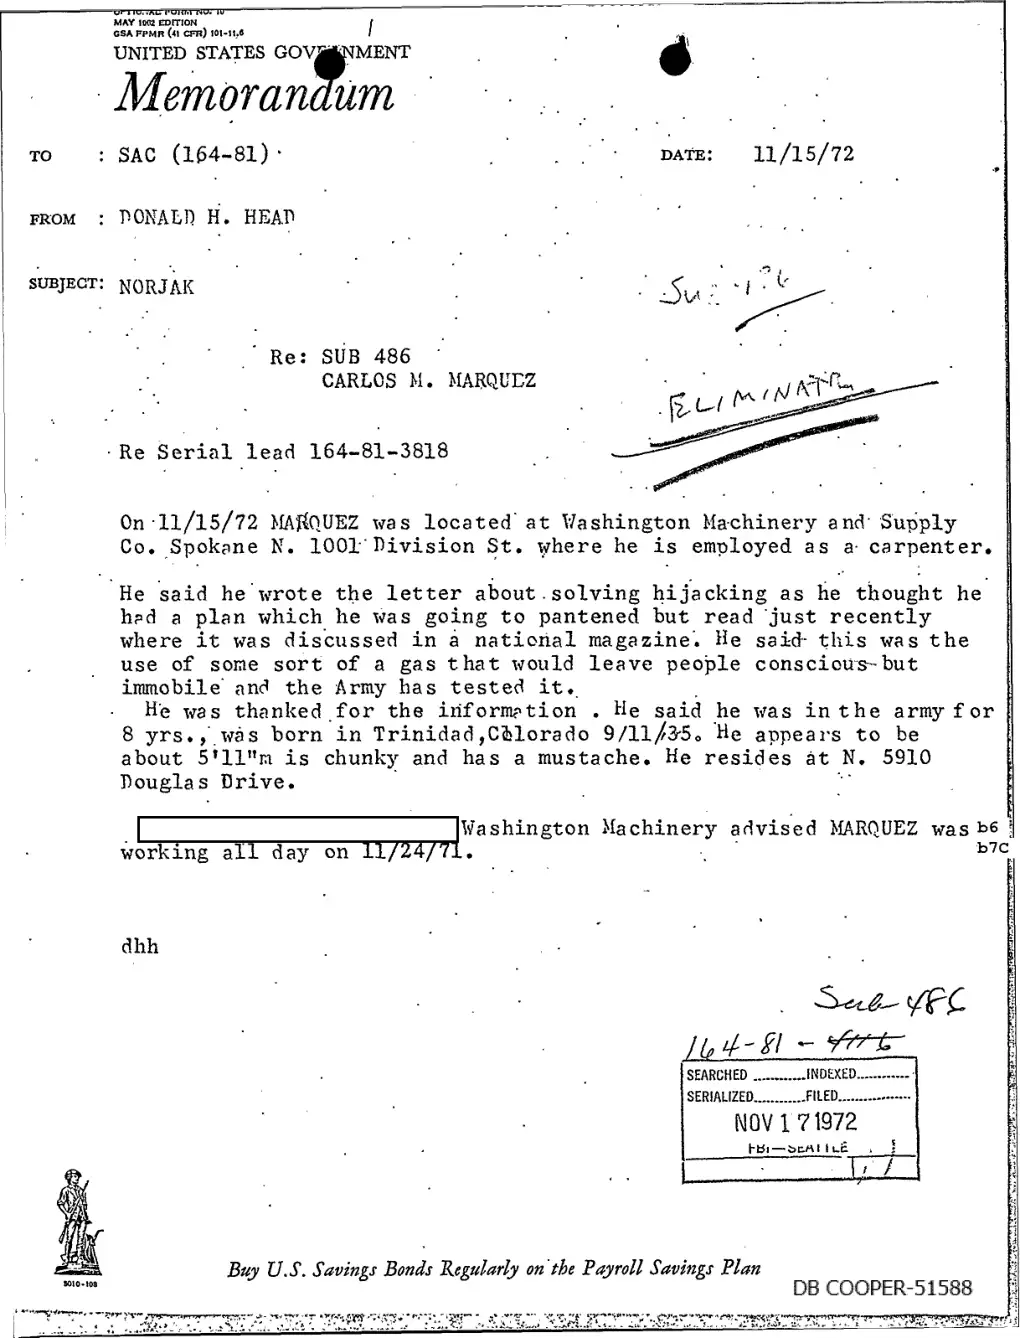 MAY 1962 EDITION
GSA FPMR (41 CFR) 101-11.6
UNITED STATES GOVERNMENT
Memorandum
TO : SAC (164-81)
DATE: 11/15/72
FROM : DONALD H. HEAD
SUBJECT: NORJAK
Re: SUB 486
CARLOS M. MARQUEZ
ELIMINATE
Re Serial lead 164-81-3818
On 11/15/72 MARQUEZ was located at Washington Machinery and Supply
Co. Spokane N. 1001 Division St. where he is employed as a carpenter.
He said he wrote the letter about solving hijacking as he thought he
had a plan which he was going to pantened but read just recently
where it was discussed in a national magazine. He said this was the
use of some sort of a gas that would leave people conscious but
immobile and the Army has tested it.
He was thanked for the information . He said he was in the army for
8 yrs., was born in Trinidad,Colorado 9/11/35. He appears to be
about 5'11"m is chunky and has a mustache. He resides at N. 5910
Douglas Drive.
Washington Machinery advised MARQUEZ was b6
working all day on 11/24/71. b7C
dhh
Sub 486
164-81 -
SEARCHED ............INDEXED.............
SERIALIZED............FILED.................
NOV 17 1972
FBI—SEATTLE
5010-108
Buy U.S. Savings Bonds Regularly on the Payroll Savings Plan
DB COOPER-51588